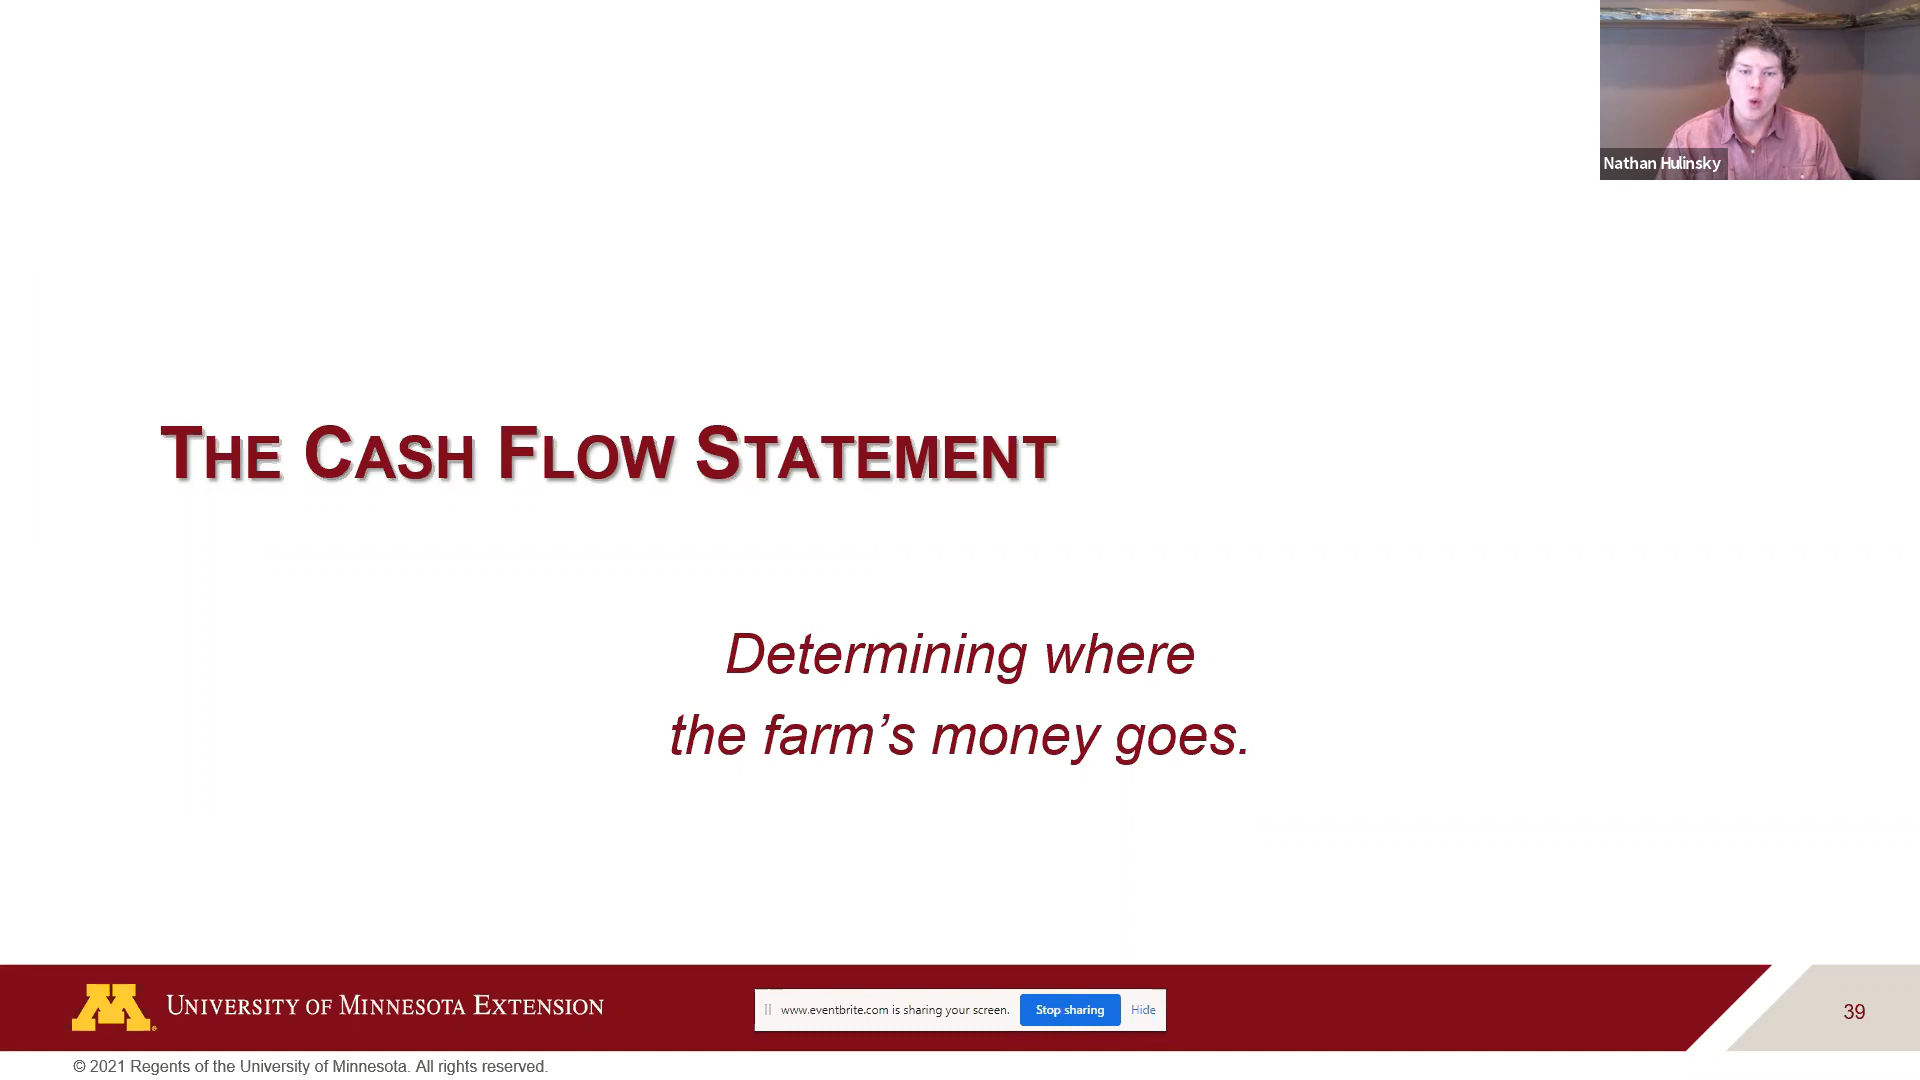 Nathan Hulinsky
THE CASH FLOW STATEMENT
Determining where
the farm's money goes.
UNIVERSITY OF MINNESOTA EXTENSION
www.eventbrite.com is sharing your screen. Stop sharing Hide
39
© 2021 Regents of the University of Minnesota. All rights reserved.